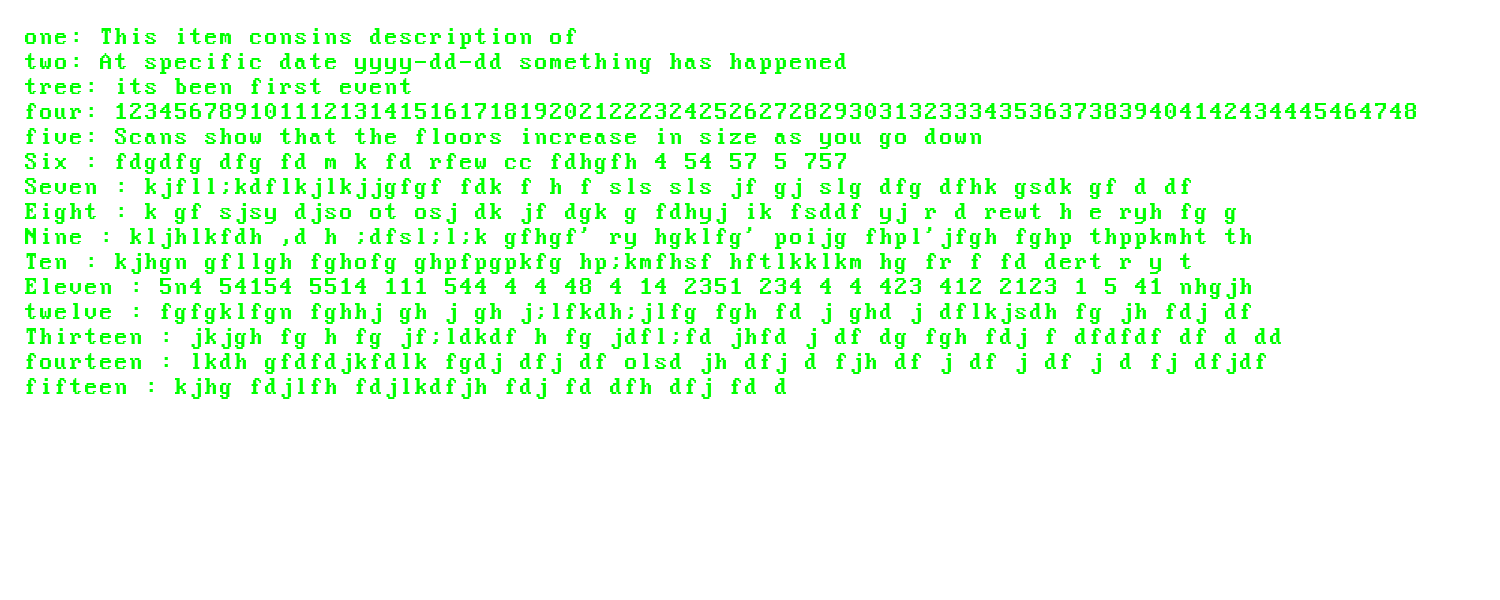 one: This item consins description of
two: At specific date yyyy-dd-dd something has happened
tree: its been first event
four: 123456789101112131415161718192021222324252627282930313233343536373839404142434445464748
five: Scans show that the floors increase in size as you go down
Six : fdgdfg dfg fd m k fd rfew cc fdhgfh 4 54 57 5 757
Seven : kjfll;kdflkjlkjjgfgf fdk f h f sls sls jf gj slg dfg dfhk gsdk gf d df
Eight : k gf sjsy djso ot osj dk jf dgk g fdhyj ik fsddf yj r d rewt h e ryh fg g
Nine : kljhlkfdh ,d h ;dfsl;l;k gfhgf' ry hgklfg' poijg fhpl'jfgh fghp thppkmht th
Ten : kjhgn gfllgh fghofg ghpfpgpkfg hp;kmfhsf hftlkklkm hg fr f fd dert r y t
Eleven : 5n4 54154 5514 111 544 4 4 48 4 14 2351 234 4 4 423 412 2123 1 5 41 nhgjh
twelve : fgfgklfgn fghhj gh j gh j;lfkdh;jlfg fgh fd j ghd j dflkjsdh fg jh fdj df
Thirteen : jkjgh fg h fg jf;ldkdf h fg jdfl;fd jhfd j df dg fgh fdj f dfdfdf df d dd
fourteen : lkdh gfdfdjkfdlk fgdj dfj df olsd jh dfj d fjh df j df j df j d fj dfjdf
fifteen : kjhg fdjlfh fdjlkdfjh fdj fd dfh dfj fd d